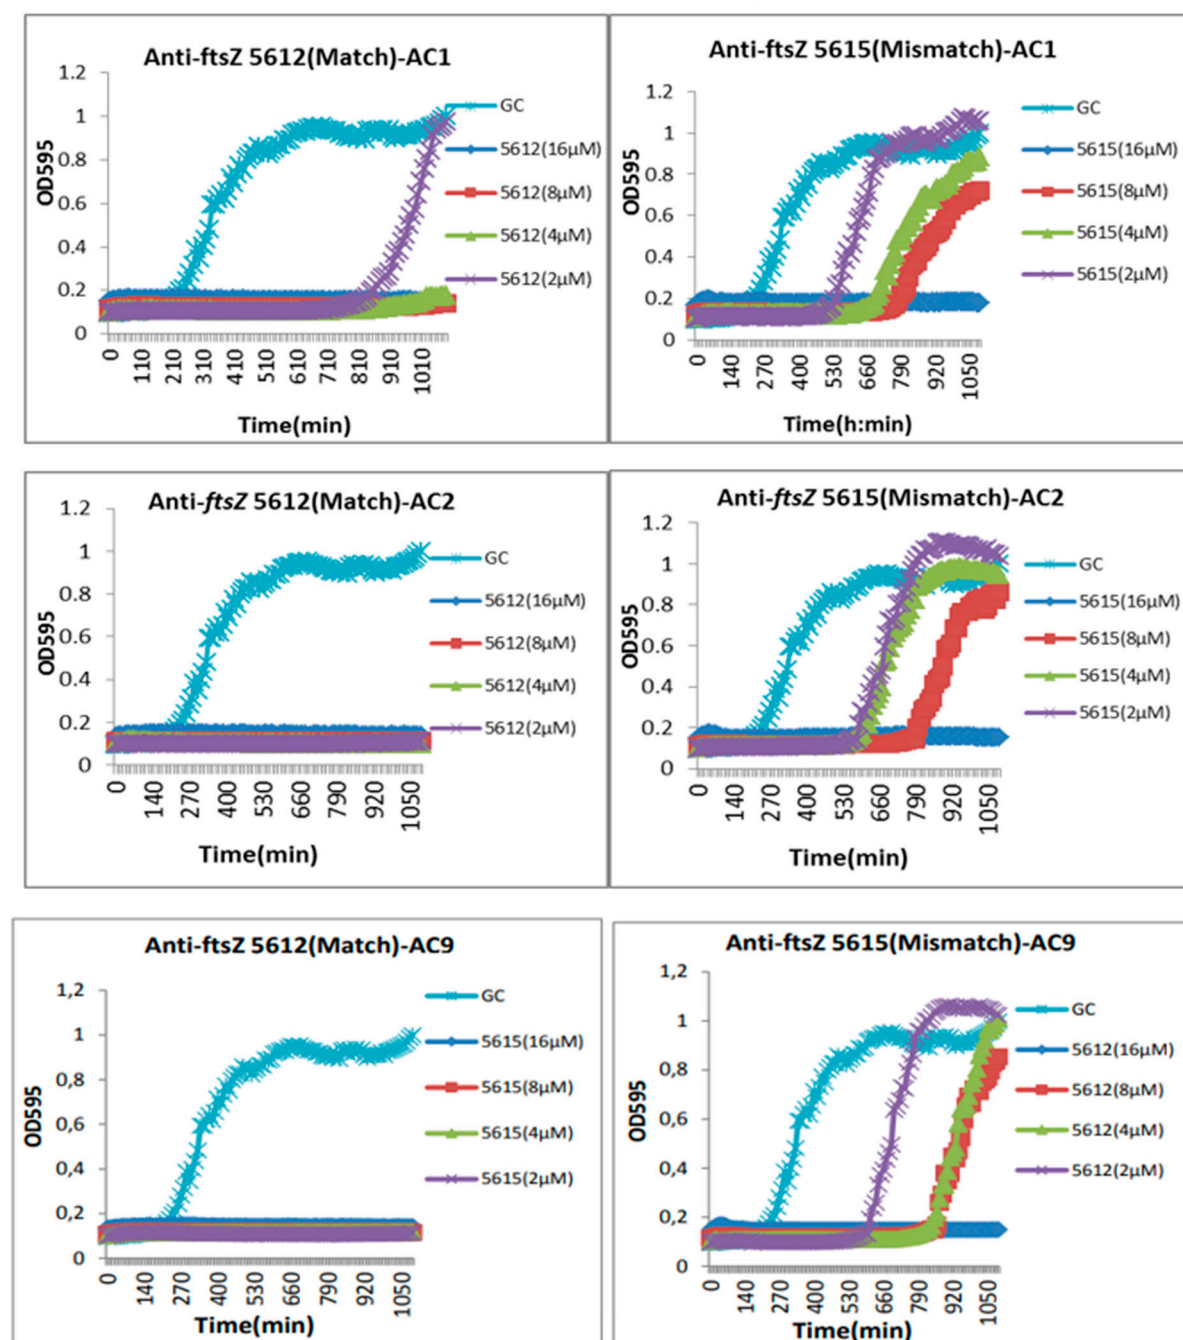 Anti-ftsZ 5612(Match)-AC1
1.2
1
0.8
0.6
0.4
0.2
0
OD595
GC
5612(16µM)
5612(8µM)
5612(4µM)
5612(2µM)
0 110 210 310 410 510 610 710 810 910 1010
Time(min)
Anti-ftsZ 5615(Mismatch)-AC1
1.2
1
0.8
0.6
0.4
0.2
0
OD595
GC
5615(16µM)
5615(8µM)
5615(4µM)
5615(2µM)
0 140 270 400 530 660 790 920 1050
Time(h:min)
Anti-ftsZ 5612(Match)-AC2
1.2
1
0.8
0.6
0.4
0.2
0
OD595
GC
5612(16µM)
5612(8µM)
5612(4µM)
5612(2µM)
0 140 270 400 530 660 790 920 1050
Time(min)
Anti-ftsZ 5615(Mismatch)-AC2
1.2
1
0.8
0.6
0.4
0.2
0
OD595
GC
5615(16µM)
5615(8µM)
5615(4µM)
5615(2µM)
0 140 270 400 530 660 790 920 1050
Time(min)
Anti-ftsZ 5612(Match)-AC9
1,2
1
0,8
0,6
0,4
0,2
0
OD595
GC
5615(16µM)
5615(8µM)
5615(4µM)
5615(2µM)
0 140 270 400 530 660 790 920 1050
Time(min)
Anti-ftsZ 5615(Mismatch)-AC9
1,2
1
0,8
0,6
0,4
0,2
0
OD595
GC
5612(16µM)
5612(8µM)
5612(4µM)
5612(2µM)
0 140 270 400 530 660 790 920 1050
Time(min)